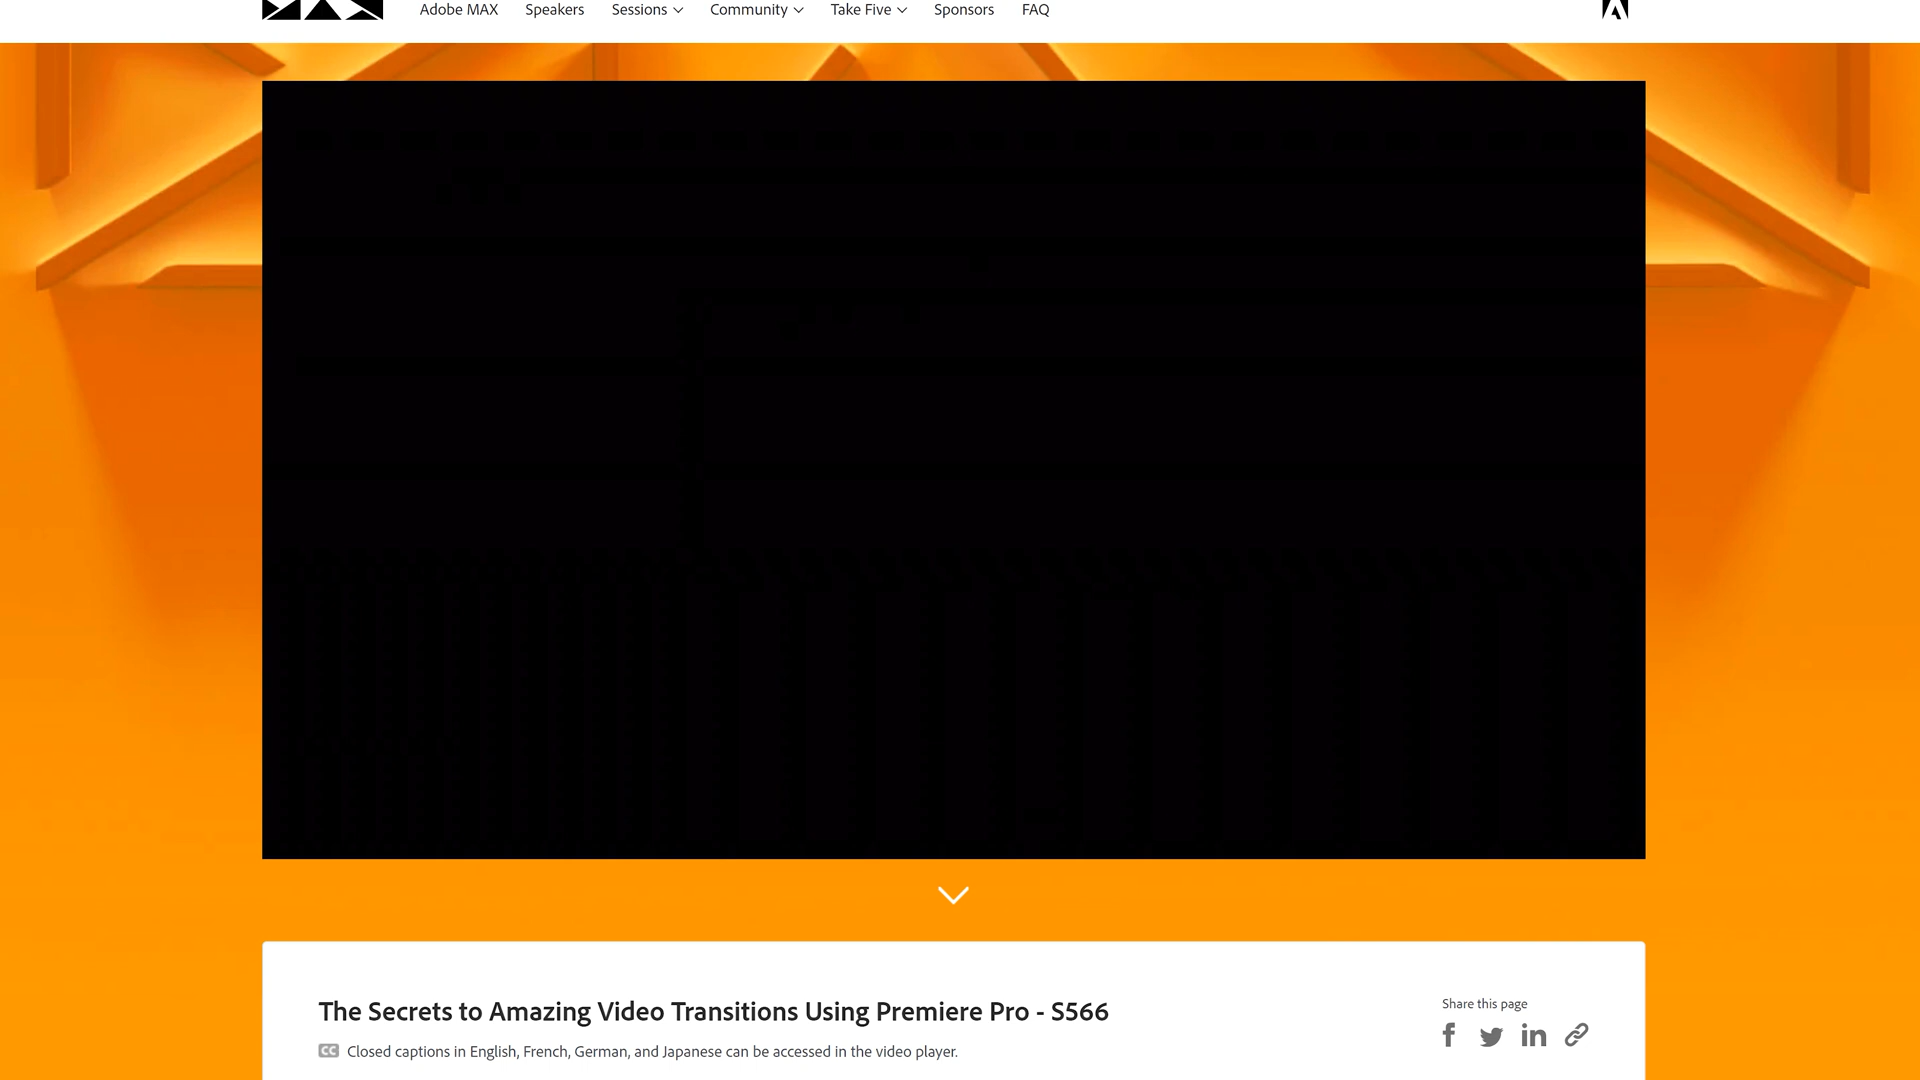 Adobe MAX Speakers Sessions Community Take Five Sponsors FAQ
The Secrets to Amazing Video Transitions Using Premiere Pro - S566
Share this page
CC Closed captions in English, French, German, and Japanese can be accessed in the video player.